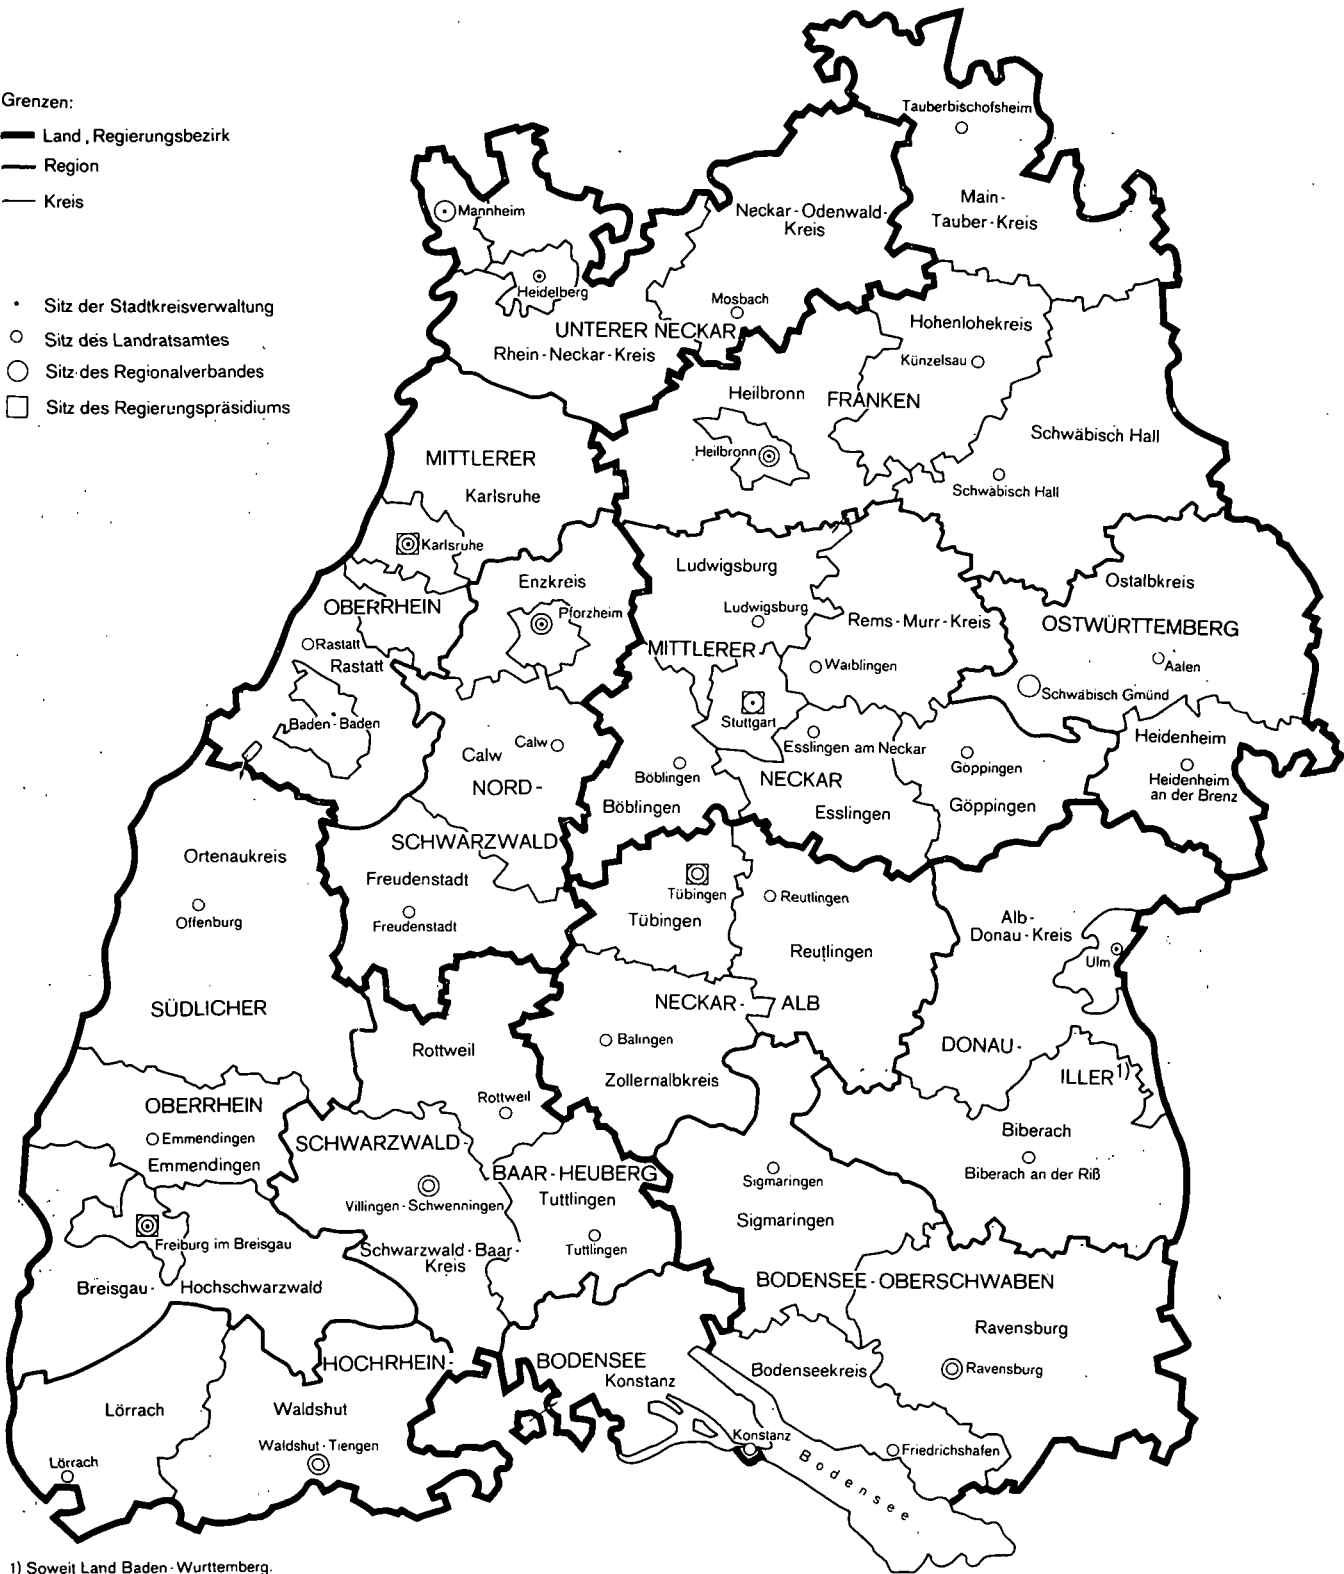 Grenzen:
Land, Regierungsbezirk
Region
Kreis
Sitz der Stadtkreisverwaltung
Sitz des Landratsamtes
Sitz des Regionalverbandes
Sitz des Regierungspräsidiums
Tauberbischofsheim
Main-
Tauber-Kreis
Mannheim
Neckar-Odenwald-
Kreis
Heidelberg
Mosbach
UNTERER NECKAR
Rhein-Neckar-Kreis
Hohenlohekreis
Künzelsau
Heilbronn
FRANKEN
Heilbronn
Schwäbisch Hall
Schwäbisch Hall
MITTLERER
Karlsruhe
Karlsruhe
OBERRHEIN
Enzkreis
Pforzheim
Rastatt
Rastatt
Baden-Baden
Ludwigsburg
Ludwigsburg
MITTLERER
Rems-Murr-Kreis
Waiblingen
Ostalbkreis
OSTWÜRTTEMBERG
Aalen
Schwäbisch Gmünd
Stuttgart
Esslingen am Neckar
Calw
Calw
NORD-
Böblingen
Böblingen
NECKAR
Esslingen
Göppingen
Göppingen
Heidenheim
Heidenheim
an der Brenz
SCHWARZWALD
Freudenstadt
Freudenstadt
Ortenaukreis
Offenburg
SÜDLICHER
Tübingen
Tübingen
Reutlingen
Reutlingen
Alb-
Donau-Kreis
Ulm
NECKAR-
ALB
Balingen
Zollernalbkreis
DONAU-
ILLER 1)
Rottweil
Rottweil
OBERRHEIN
Emmendingen
Emmendingen
SCHWARZWALD-
BAAR-HEUBERG
Villingen-Schwenningen
Tuttlingen
Tuttlingen
Schwarzwald-Baar-
Kreis
Biberach
Biberach an der Riß
Sigmaringen
Sigmaringen
Freiburg im Breisgau
Breisgau-
Hochschwarzwald
BODENSEE-OBERSCHWABEN
Ravensburg
Ravensburg
Bodenseekreis
HOCHRHEIN-
BODENSEE
Konstanz
Lörrach
Lörrach
Waldshut
Waldshut-Tiengen
Konstanz
Friedrichshafen
Bodensee
1) Soweit Land Baden-Wurttemberg.